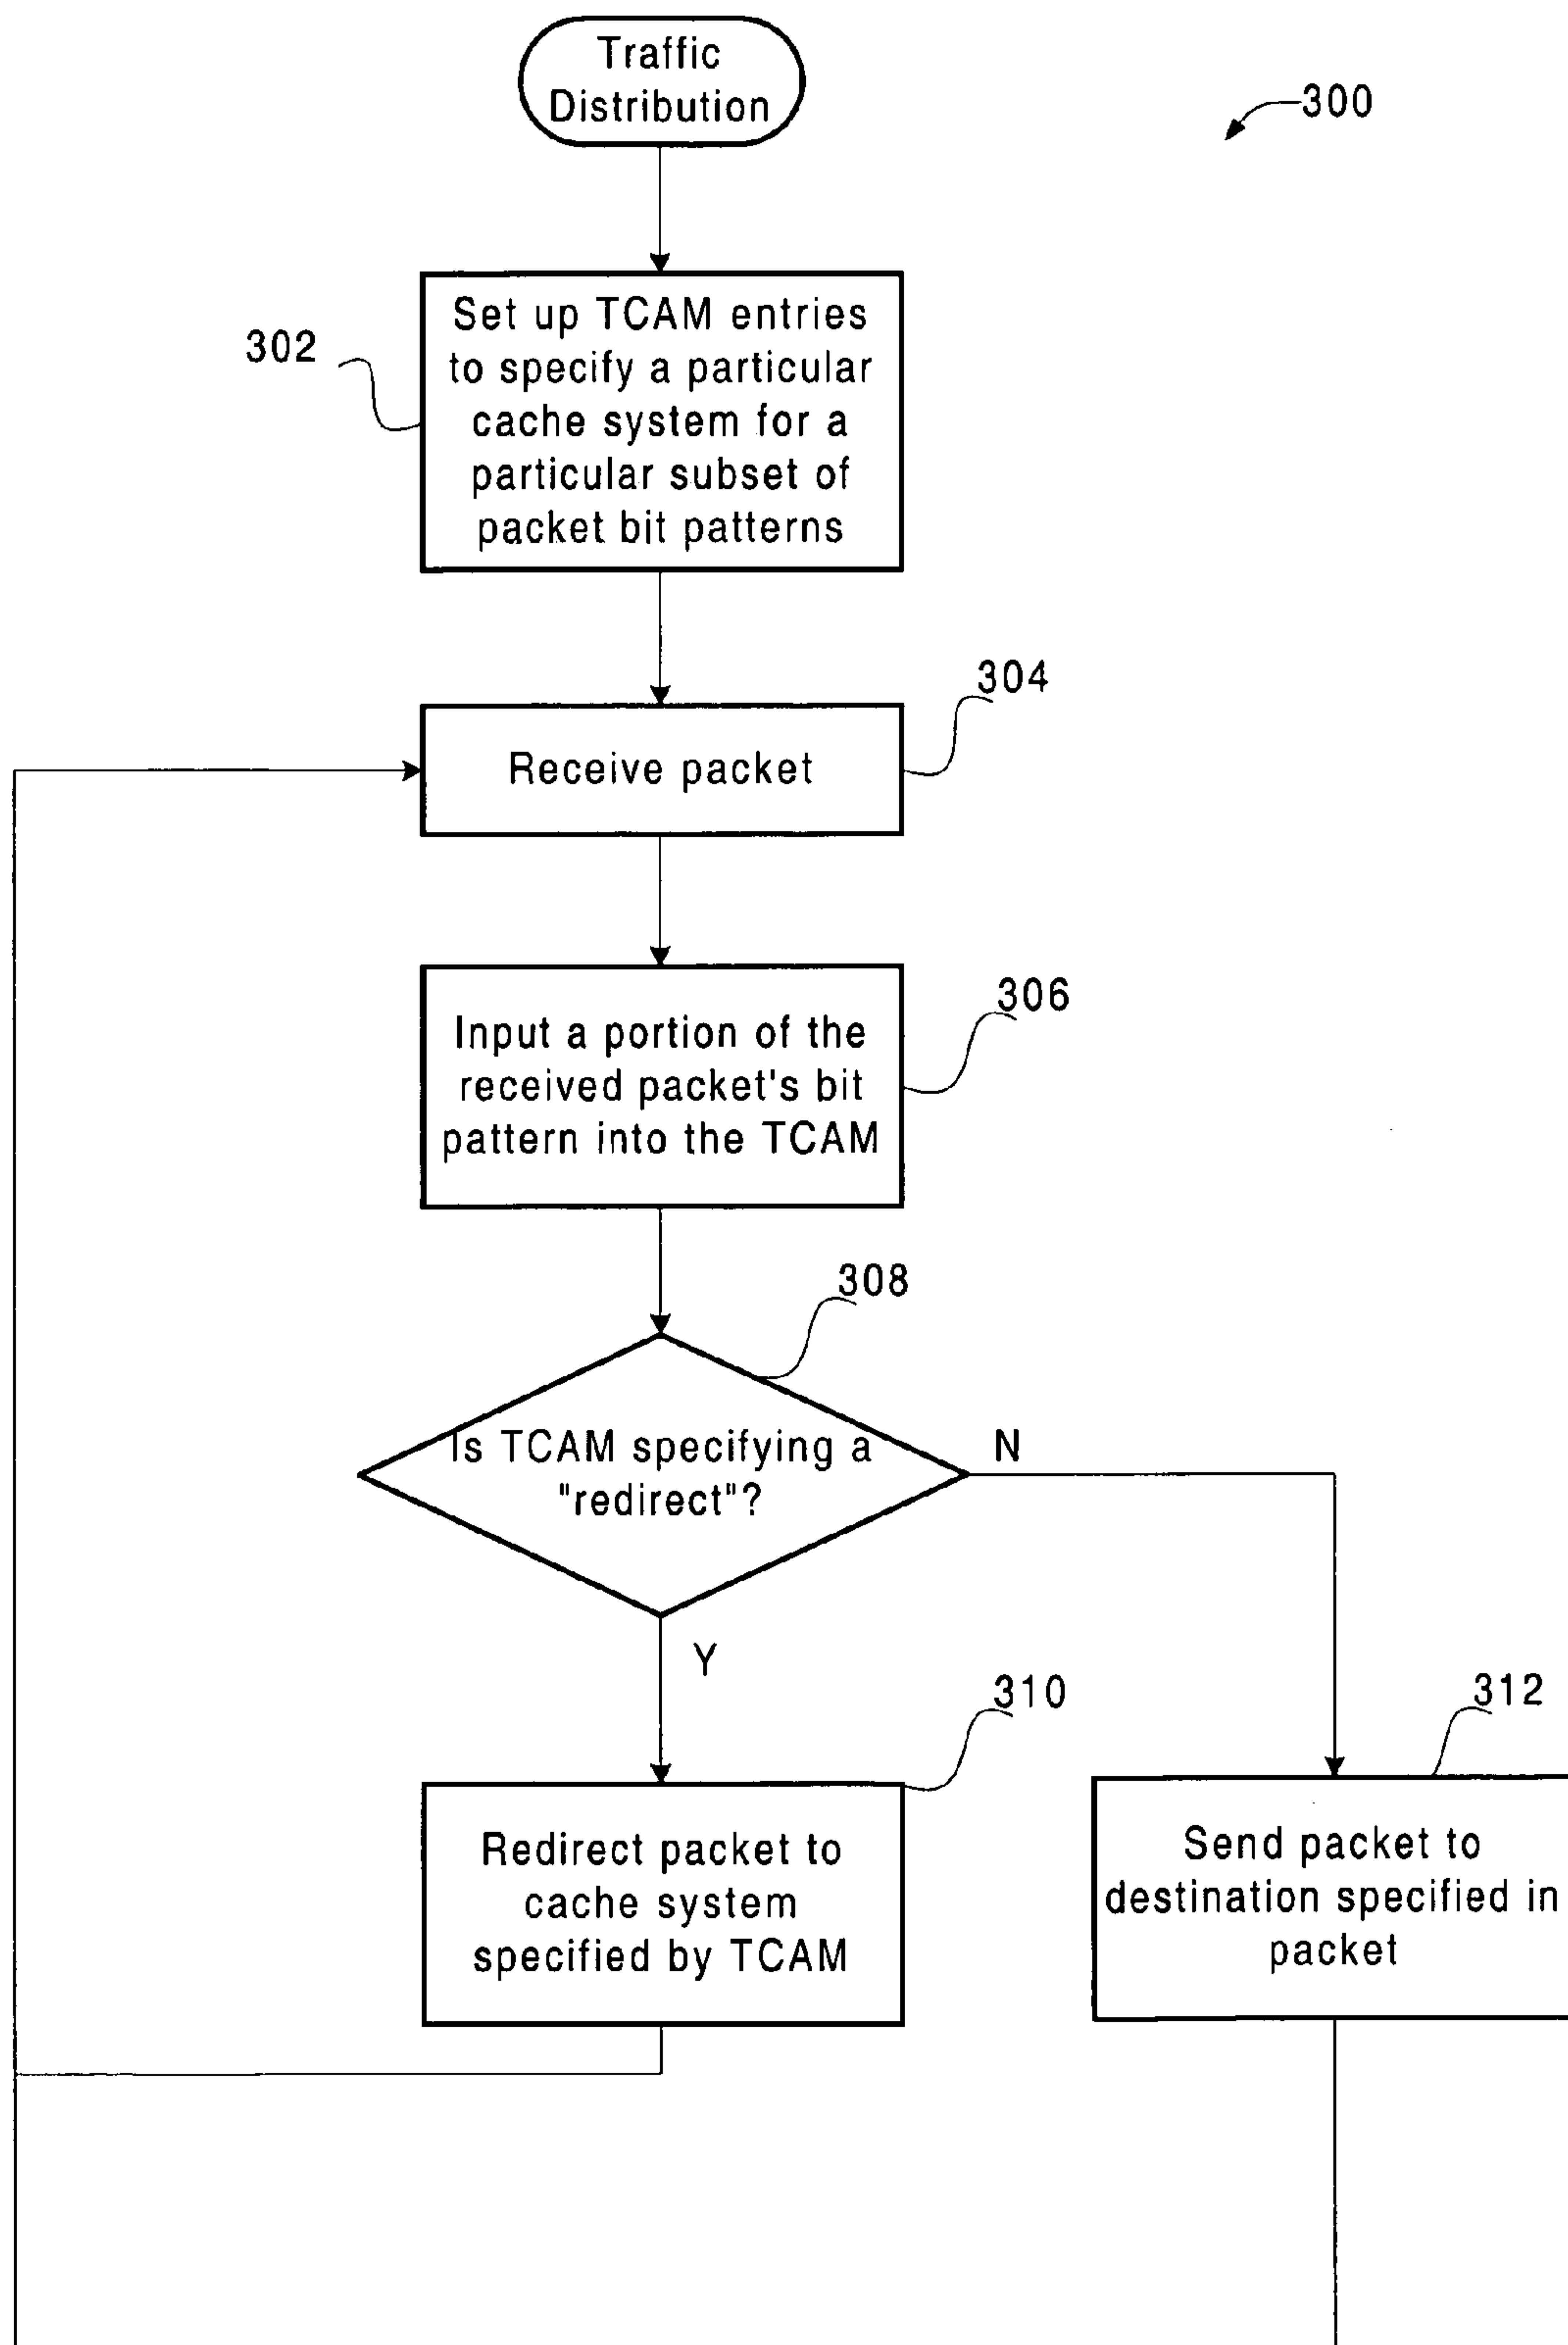 Traffic
Distribution
300
302
Set up TCAM entries
to specify a particular
cache system for a
particular subset of
packet bit patterns
304
Receive packet
306
Input a portion of the
received packet's bit
pattern into the TCAM
308
Is TCAM specifying a
"redirect"?
N
Y
310
312
Redirect packet to
cache system
specified by TCAM
Send packet to
destination specified in
packet